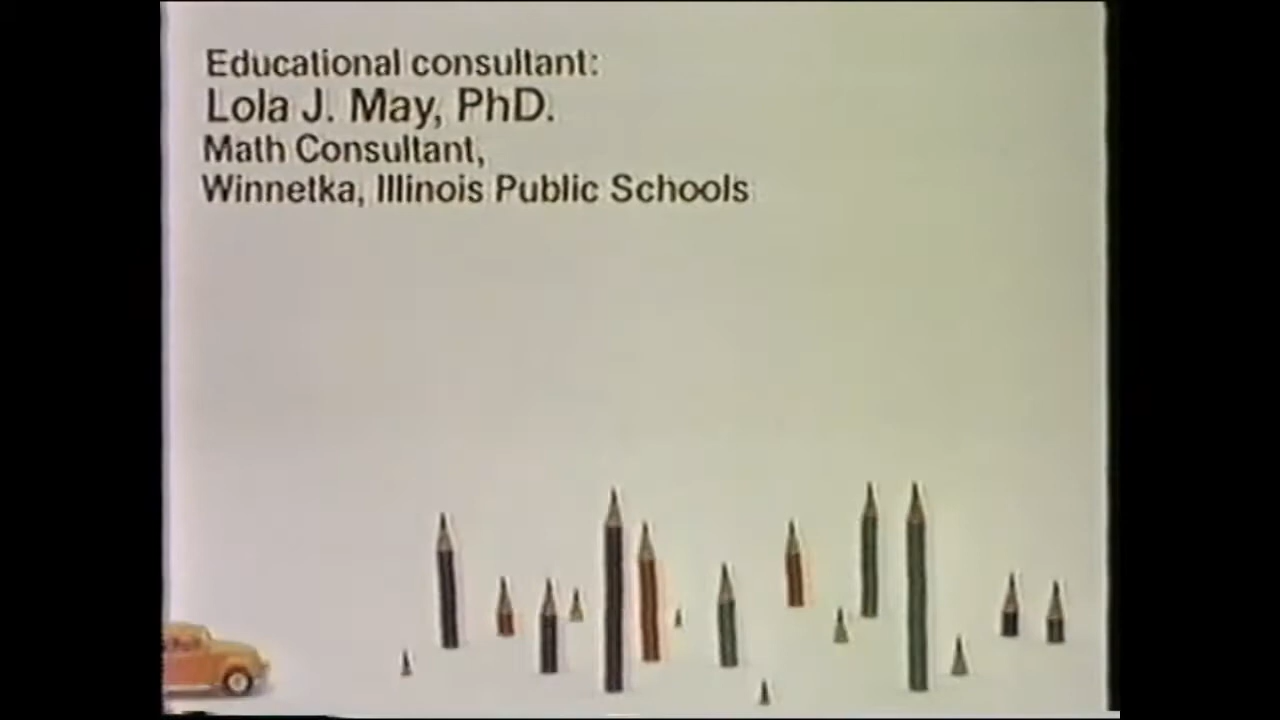 Educational consultant:
Lola J. May, PhD.
Math Consultant,
Winnetka, Illinois Public Schools